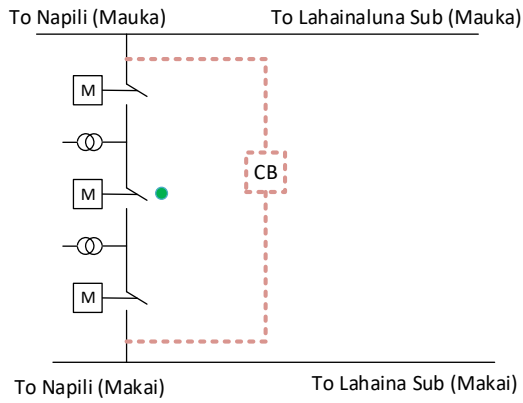 To Napili (Mauka)
To Lahainaluna Sub (Mauka)
M
CB
M
M
To Napili (Makai)
To Lahaina Sub (Makai)